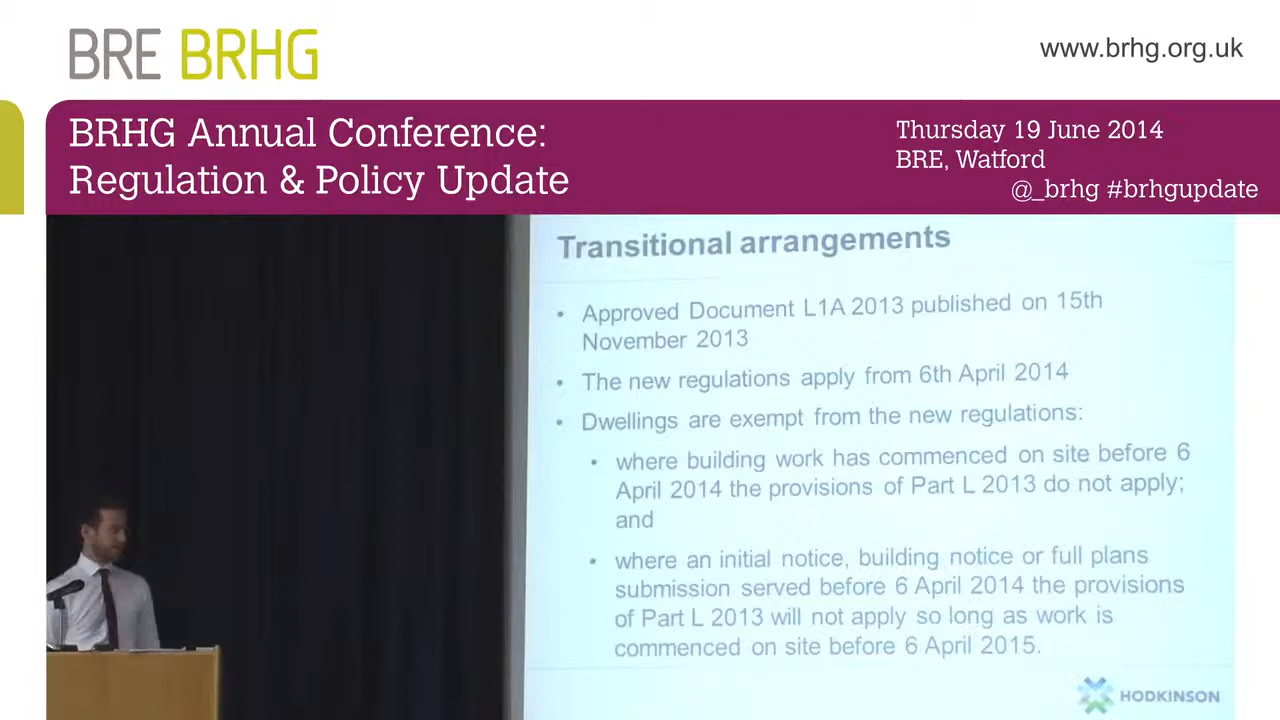 BRE BRHG
www.brhg.org.uk
BRHG Annual Conference:
Regulation & Policy Update
Thursday 19 June 2014
BRE, Watford
@_brhg #brhgupdate
Transitional arrangements
• Approved Document L1A 2013 published on 15th
November 2013
• The new regulations apply from 6th April 2014
• Dwellings are exempt from the new regulations:
• where building work has commenced on site before 6
April 2014 the provisions of Part L 2013 do not apply;
and
• where an initial notice, building notice or full plans
submission served before 6 April 2014 the provisions
of Part L 2013 will not apply so long as work is
commenced on site before 6 April 2015.
HODKINSON